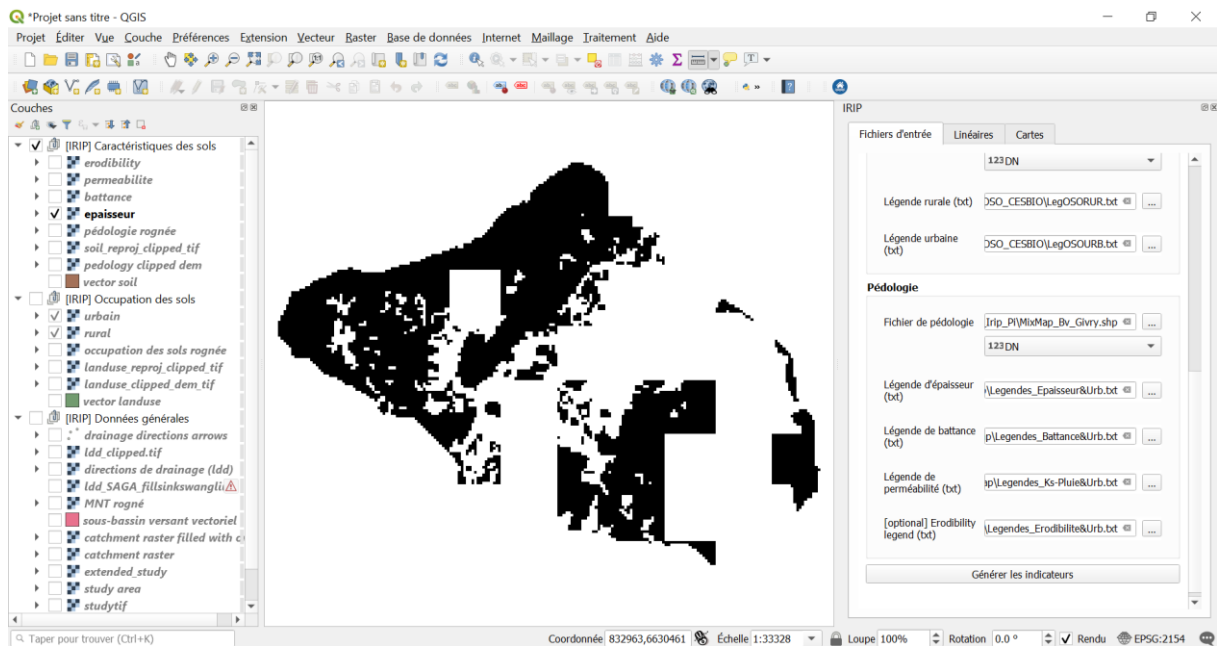 *Projet sans titre - QGIS
Projet Éditer Vue Couche Préférences Extension Vecteur Raster Base de données Internet Maillage Traitement Aide
Couches
[IRIP] Caractéristiques des sols
erodibility
permeabilite
battance
epaisseur
pédologie rognée
soil_reproj_clipped_tif
pedology clipped dem
vector soil
[IRIP] Occupation des sols
urbain
rural
occupation des sols rognée
landuse_reproj_clipped_tif
landuse_clipped_dem_tif
vector landuse
[IRIP] Données générales
drainage directions arrows
ldd_clipped.tif
directions de drainage (ldd)
ldd_SAGA_fillsinkswangli
MNT rogné
sous-bassin versant vectoriel
catchment raster filled with
catchment raster
extended_study
study area
studytif
IRIP
Fichiers d'entrée Linéaires Cartes
123 DN
Légende rurale (txt) OSO_CESBIO\LegOSORUR.txt ...
Légende urbaine (txt) OSO_CESBIO\LegOSOURB.txt ...
Pédologie
Fichier de pédologie _Irip_Pl\MixMap_Bv_Givry.shp ...
123 DN
Légende d'épaisseur (txt) \Legendes_Epaisseur&Urb.txt ...
Légende de battance (txt) p\Legendes_Battance&Urb.txt ...
Légende de perméabilité (txt) ap\Legendes_Ks-Pluie&Urb.txt ...
[optional] Erodibility legend (txt) \Legendes_Erodibilite&Urb.txt ...
Générer les indicateurs
Taper pour trouver (Ctrl+K) Coordonnée 832963,6630461 Échelle 1:33328 Loupe 100% Rotation 0.0 ° Rendu EPSG:2154